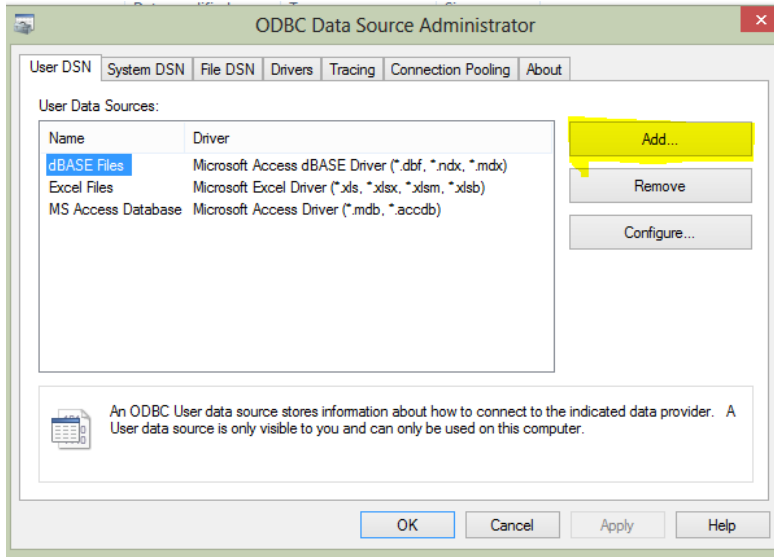 ODBC Data Source Administrator
User DSN System DSN File DSN Drivers Tracing Connection Pooling About
User Data Sources:
Name Driver
dBASE Files Microsoft Access dBASE Driver (*.dbf, *.ndx, *.mdx)
Excel Files Microsoft Excel Driver (*.xls, *.xlsx, *.xlsm, *.xlsb)
MS Access Database Microsoft Access Driver (*.mdb, *.accdb)
Add...
Remove
Configure...
An ODBC User data source stores information about how to connect to the indicated data provider. A
User data source is only visible to you and can only be used on this computer.
OK Cancel Apply Help